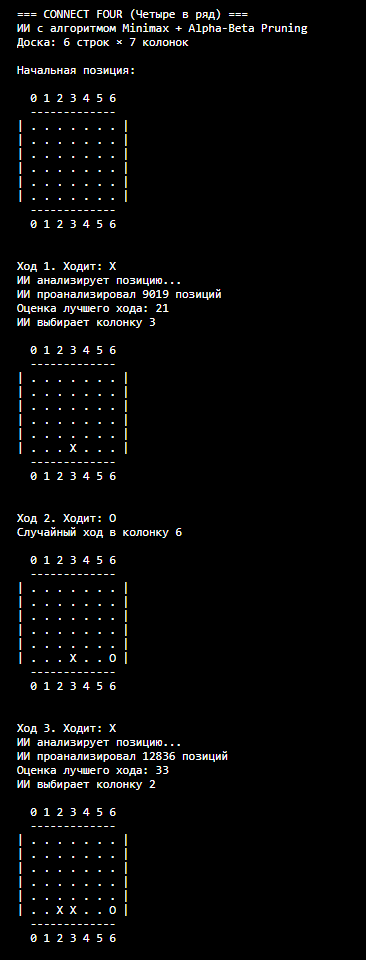 === CONNECT FOUR (Четыре в ряд) ===
ИИ с алгоритмом Minimax + Alpha-Beta Pruning
Доска: 6 строк × 7 колонок
Начальная позиция:
  0 1 2 3 4 5 6
  -------------
| . . . . . . . |
| . . . . . . . |
| . . . . . . . |
| . . . . . . . |
| . . . . . . . |
| . . . . . . . |
  -------------
  0 1 2 3 4 5 6
Ход 1. Ходит: X
ИИ анализирует позицию...
ИИ проанализировал 9019 позиций
Оценка лучшего хода: 21
ИИ выбирает колонку 3
  0 1 2 3 4 5 6
  -------------
| . . . . . . . |
| . . . . . . . |
| . . . . . . . |
| . . . . . . . |
| . . . . . . . |
| . . . X . . . |
  -------------
  0 1 2 3 4 5 6
Ход 2. Ходит: O
Случайный ход в колонку 6
  0 1 2 3 4 5 6
  -------------
| . . . . . . . |
| . . . . . . . |
| . . . . . . . |
| . . . . . . . |
| . . . . . . . |
| . . . X . . O |
  -------------
  0 1 2 3 4 5 6
Ход 3. Ходит: X
ИИ анализирует позицию...
ИИ проанализировал 12836 позиций
Оценка лучшего хода: 33
ИИ выбирает колонку 2
  0 1 2 3 4 5 6
  -------------
| . . . . . . . |
| . . . . . . . |
| . . . . . . . |
| . . . . . . . |
| . . . . . . . |
| . . X X . . O |
  -------------
  0 1 2 3 4 5 6